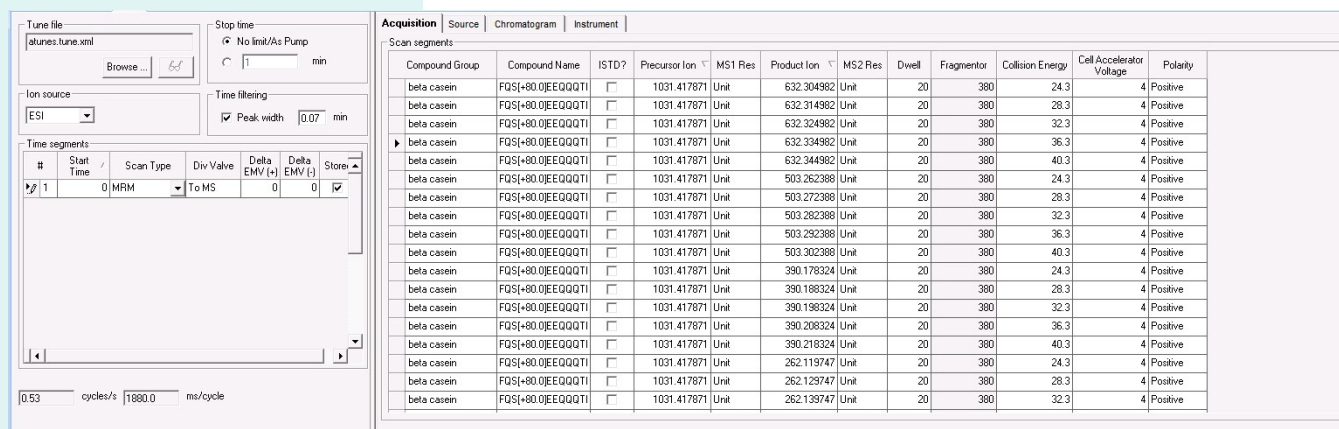 Tune file
atunes.tune.xml
Browse ...
Stop time
No limit/As Pump
1 min
Ion source
ESI
Time filtering
Peak width 0.07 min
Time segments
# Start Time Scan Type Div Valve Delta EMV (+) Delta EMV (-) Store
1 0 MRM To MS 0 0
0.53 cycles/s 1880.0 ms/cycle
Acquisition Source Chromatogram Instrument
Scan segments
Compound Group Compound Name ISTD? Precursor Ion MS1 Res Product Ion MS2 Res Dwell Fragmentor Collision Energy Cell Accelerator Voltage Polarity
beta casein FQS[+80.0]EEQQQTI 1031.417871 Unit 632.304982 Unit 20 380 24.3 4 Positive
beta casein FQS[+80.0]EEQQQTI 1031.417871 Unit 632.314982 Unit 20 380 28.3 4 Positive
beta casein FQS[+80.0]EEQQQTI 1031.417871 Unit 632.324982 Unit 20 380 32.3 4 Positive
beta casein FQS[+80.0]EEQQQTI 1031.417871 Unit 632.334982 Unit 20 380 36.3 4 Positive
beta casein FQS[+80.0]EEQQQTI 1031.417871 Unit 632.344982 Unit 20 380 40.3 4 Positive
beta casein FQS[+80.0]EEQQQTI 1031.417871 Unit 503.262388 Unit 20 380 24.3 4 Positive
beta casein FQS[+80.0]EEQQQTI 1031.417871 Unit 503.272388 Unit 20 380 28.3 4 Positive
beta casein FQS[+80.0]EEQQQTI 1031.417871 Unit 503.282388 Unit 20 380 32.3 4 Positive
beta casein FQS[+80.0]EEQQQTI 1031.417871 Unit 503.292388 Unit 20 380 36.3 4 Positive
beta casein FQS[+80.0]EEQQQTI 1031.417871 Unit 503.302388 Unit 20 380 40.3 4 Positive
beta casein FQS[+80.0]EEQQQTI 1031.417871 Unit 390.178324 Unit 20 380 24.3 4 Positive
beta casein FQS[+80.0]EEQQQTI 1031.417871 Unit 390.188324 Unit 20 380 28.3 4 Positive
beta casein FQS[+80.0]EEQQQTI 1031.417871 Unit 390.198324 Unit 20 380 32.3 4 Positive
beta casein FQS[+80.0]EEQQQTI 1031.417871 Unit 390.208324 Unit 20 380 36.3 4 Positive
beta casein FQS[+80.0]EEQQQTI 1031.417871 Unit 390.218324 Unit 20 380 40.3 4 Positive
beta casein FQS[+80.0]EEQQQTI 1031.417871 Unit 262.119747 Unit 20 380 24.3 4 Positive
beta casein FQS[+80.0]EEQQQTI 1031.417871 Unit 262.129747 Unit 20 380 28.3 4 Positive
beta casein FQS[+80.0]EEQQQTI 1031.417871 Unit 262.139747 Unit 20 380 32.3 4 Positive